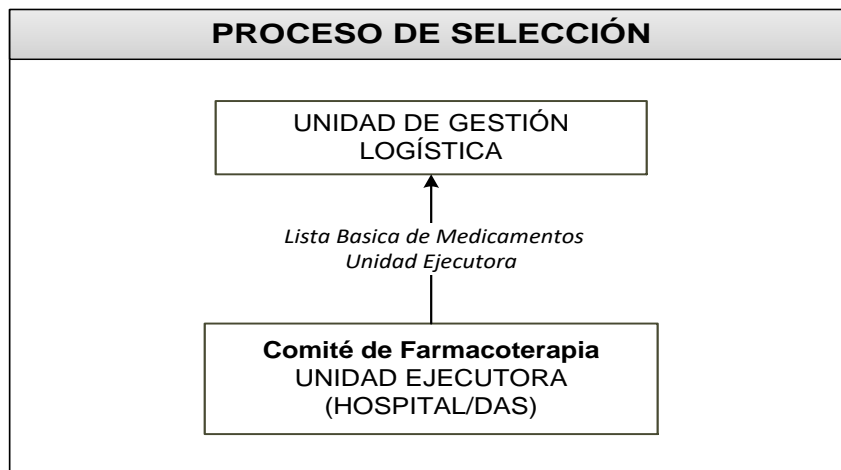 PROCESO DE SELECCIÓN
UNIDAD DE GESTIÓN
LOGÍSTICA
Lista Basica de Medicamentos
Unidad Ejecutora
Comité de Farmacoterapia
UNIDAD EJECUTORA
(HOSPITAL/DAS)